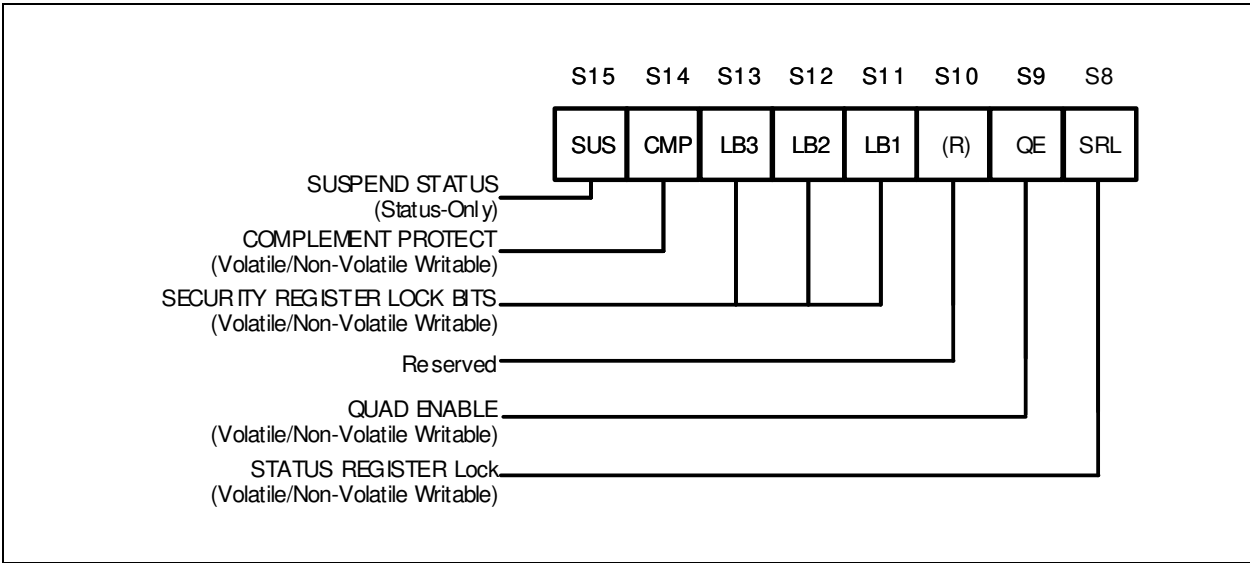 S15 S14 S13 S12 S11 S10 S9 S8
SUS CMP LB3 LB2 LB1 (R) QE SRL
SUSPEND STATUS
(Status-Only)
COMPLEMENT PROTECT
(Volatile/Non-Volatile Writable)
SECURITY REGISTER LOCK BITS
(Volatile/Non-Volatile Writable)
Reserved
QUAD ENABLE
(Volatile/Non-Volatile Writable)
STATUS REGISTER Lock
(Volatile/Non-Volatile Writable)